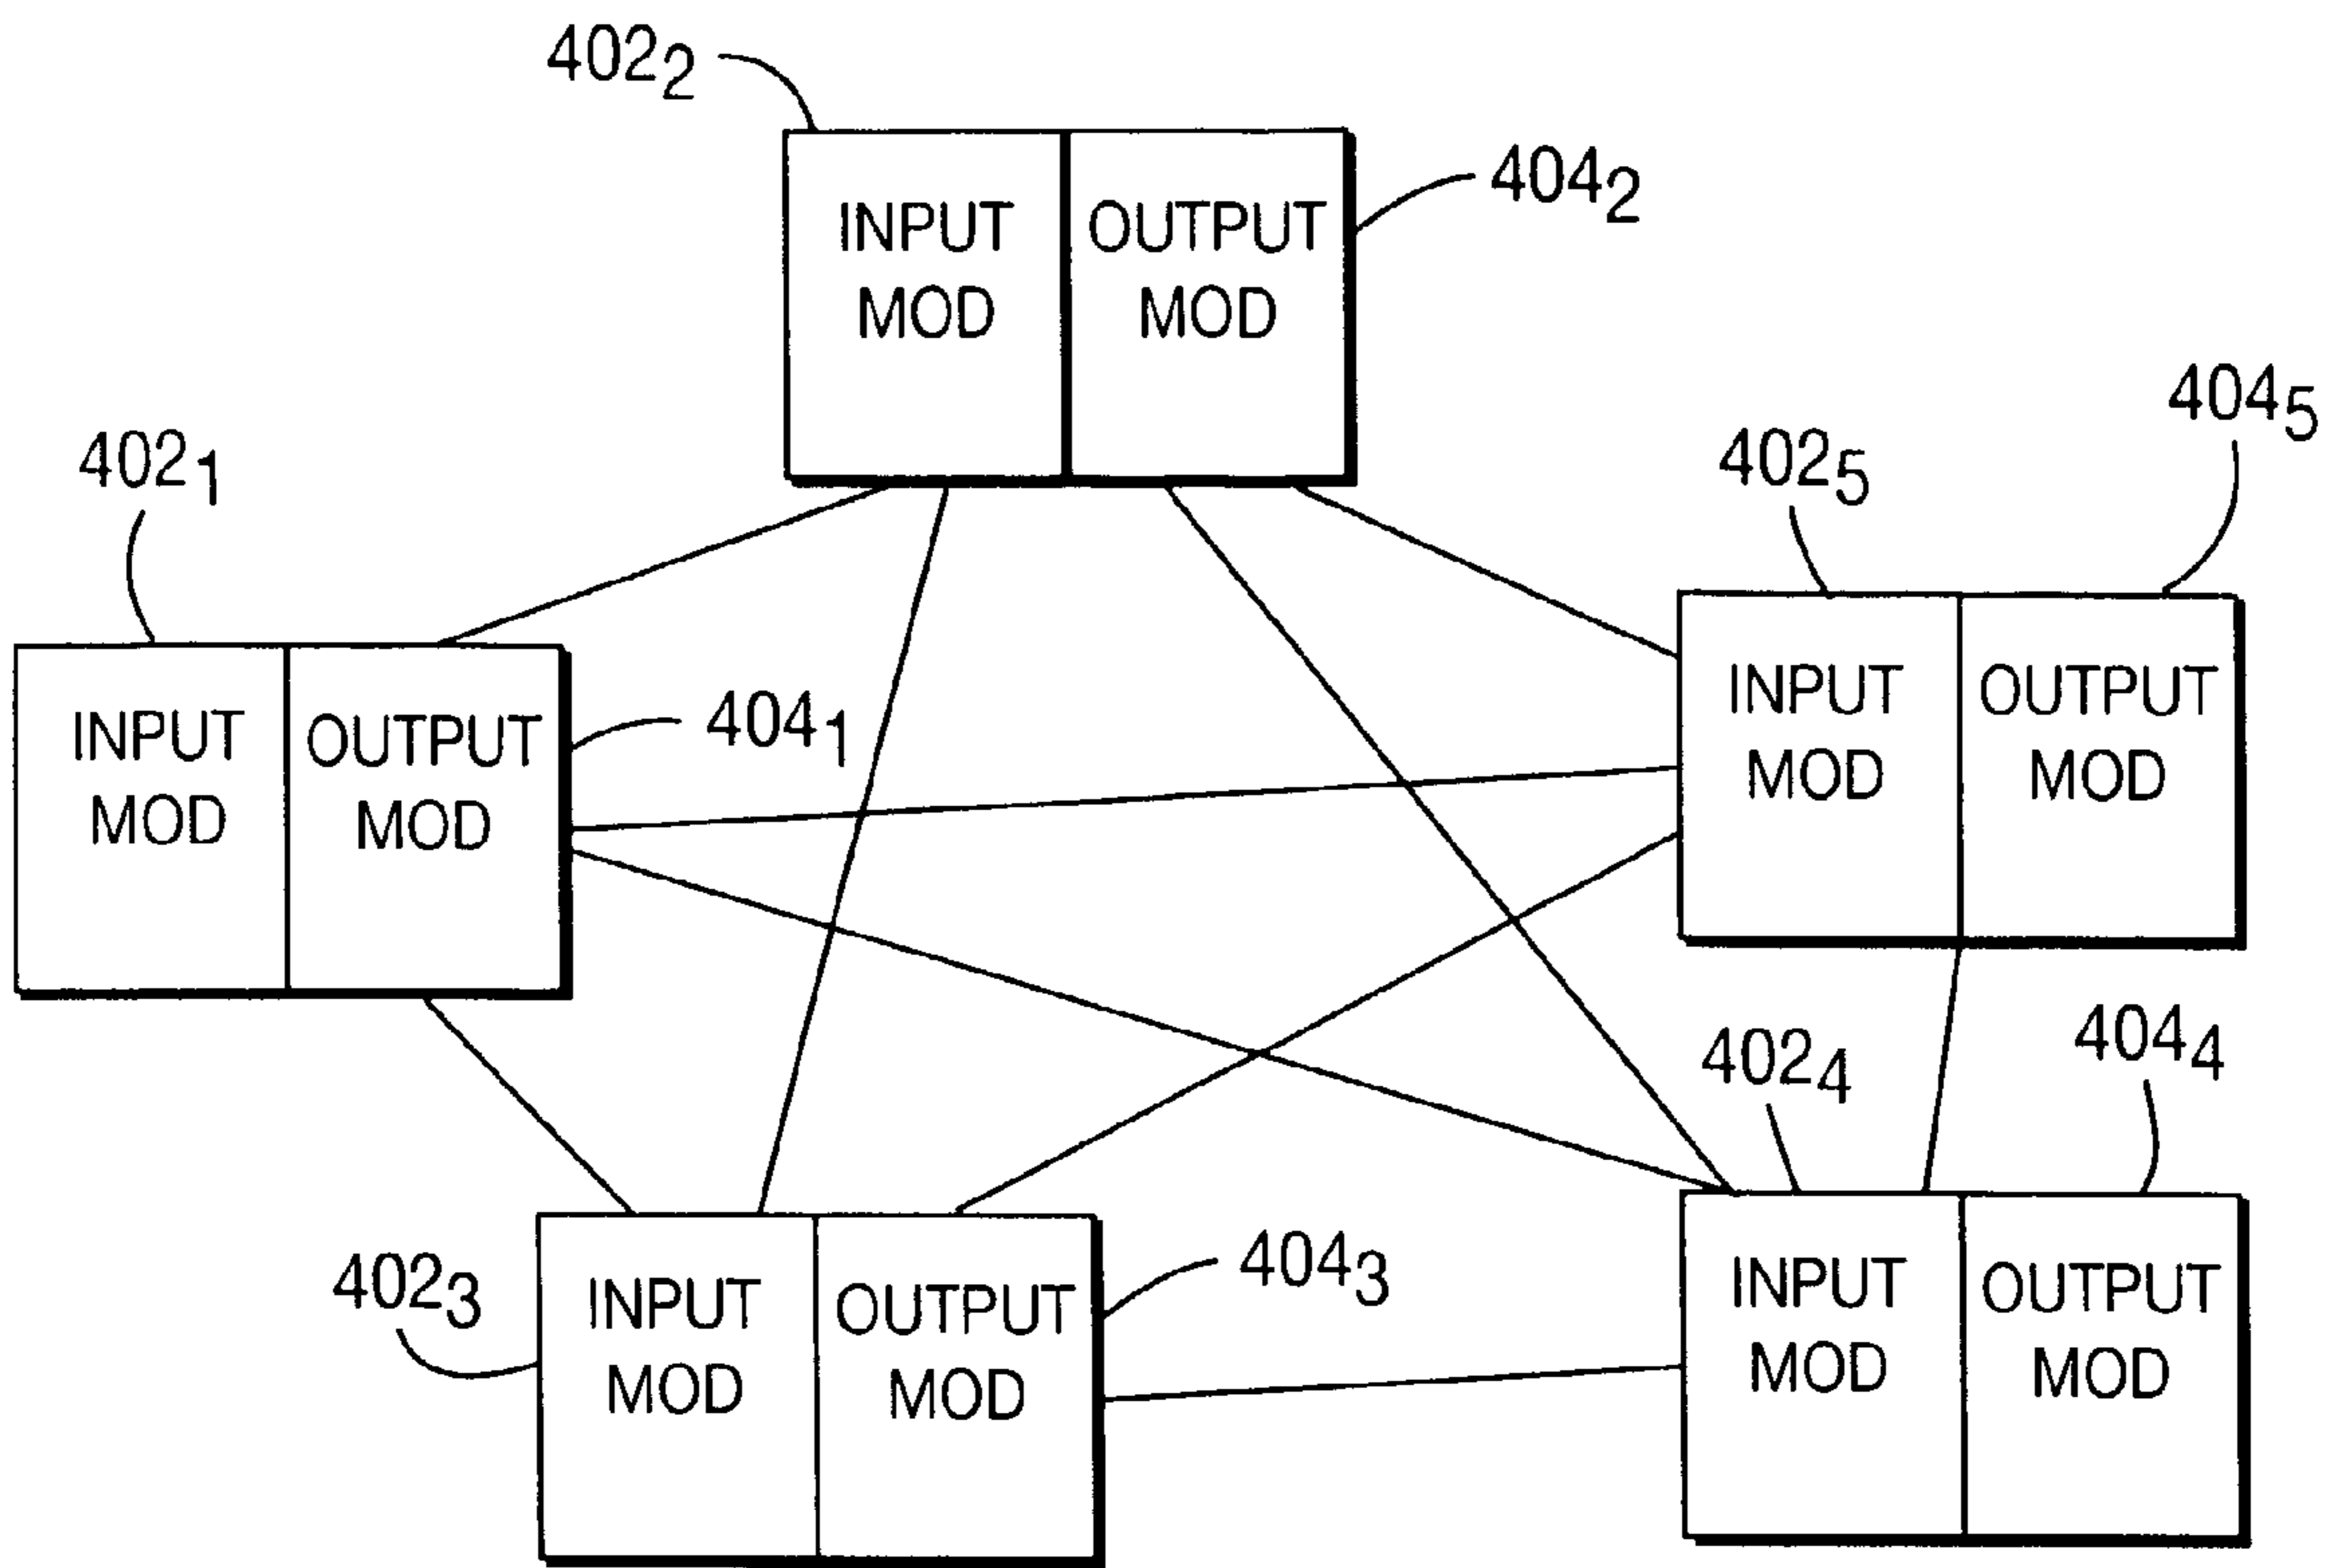 402₂
404₂
INPUT
MOD
OUTPUT
MOD
404₅
402₁
402₅
INPUT
MOD
OUTPUT
MOD
404₁
INPUT
MOD
OUTPUT
MOD
402₄
404₄
402₃
INPUT
MOD
OUTPUT
MOD
404₃
INPUT
MOD
OUTPUT
MOD